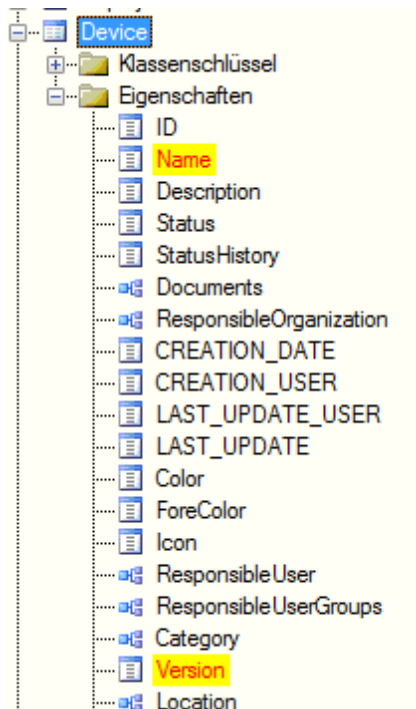 Device
Klassenschlüssel
Eigenschaften
ID
Name
Description
Status
StatusHistory
Documents
ResponsibleOrganization
CREATION_DATE
CREATION_USER
LAST_UPDATE_USER
LAST_UPDATE
Color
ForeColor
Icon
ResponsibleUser
ResponsibleUserGroups
Category
Version
Location